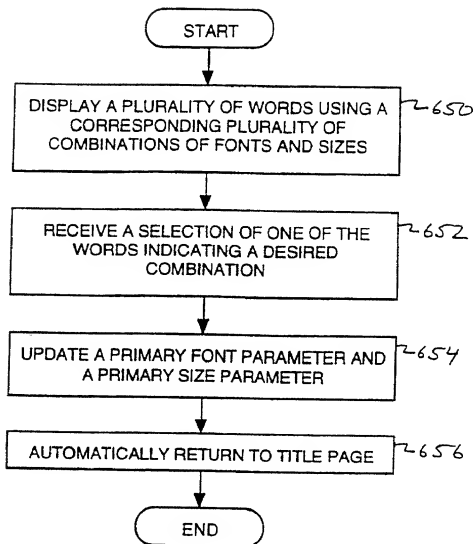 START
DISPLAY A PLURALITY OF WORDS USING A
CORRESPONDING PLURALITY OF
COMBINATIONS OF FONTS AND SIZES
650
RECEIVE A SELECTION OF ONE OF THE
WORDS INDICATING A DESIRED
COMBINATION
652
UPDATE A PRIMARY FONT PARAMETER AND
A PRIMARY SIZE PARAMETER
654
AUTOMATICALLY RETURN TO TITLE PAGE
656
END